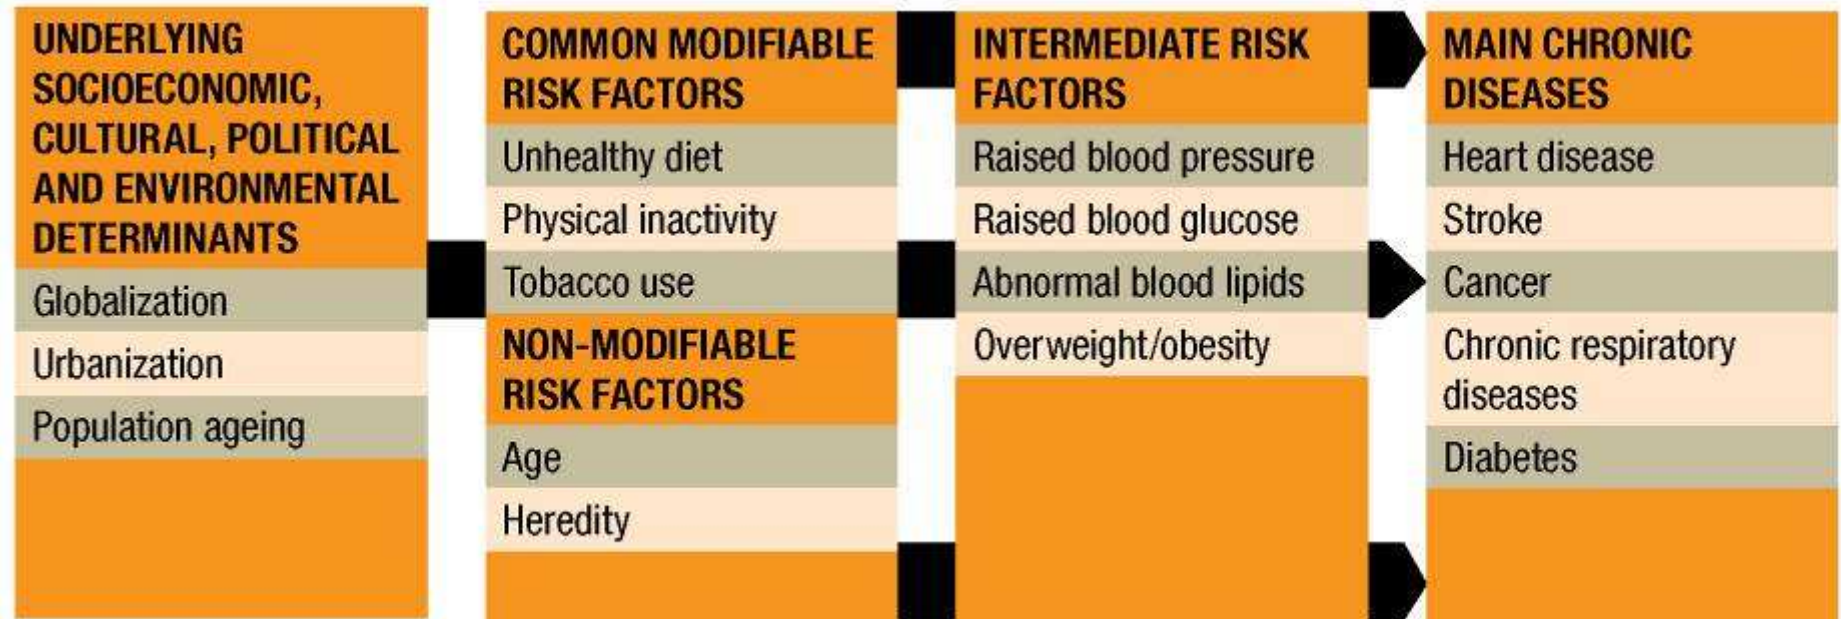 UNDERLYING
SOCIOECONOMIC,
CULTURAL, POLITICAL
AND ENVIRONMENTAL
DETERMINANTS
Globalization
Urbanization
Population ageing
COMMON MODIFIABLE
RISK FACTORS
Unhealthy diet
Physical inactivity
Tobacco use
NON-MODIFIABLE
RISK FACTORS
Age
Heredity
INTERMEDIATE RISK
FACTORS
Raised blood pressure
Raised blood glucose
Abnormal blood lipids
Overweight/obesity
MAIN CHRONIC
DISEASES
Heart disease
Stroke
Cancer
Chronic respiratory
diseases
Diabetes